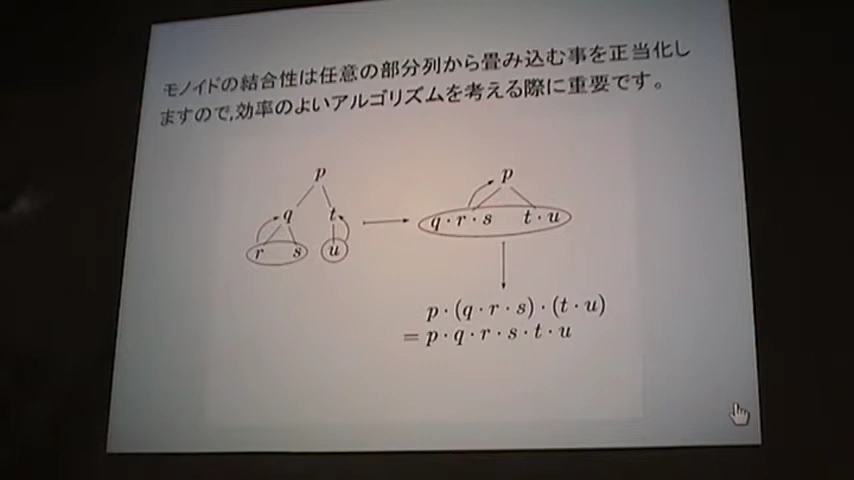 モノイドの結合性は任意の部分列から畳み込む事を正当化し
ますので,効率のよいアルゴリズムを考える際に重要です。
p
q t
r s u
p
q · r · s t · u
p · (q · r · s) · (t · u)
= p · q · r · s · t · u